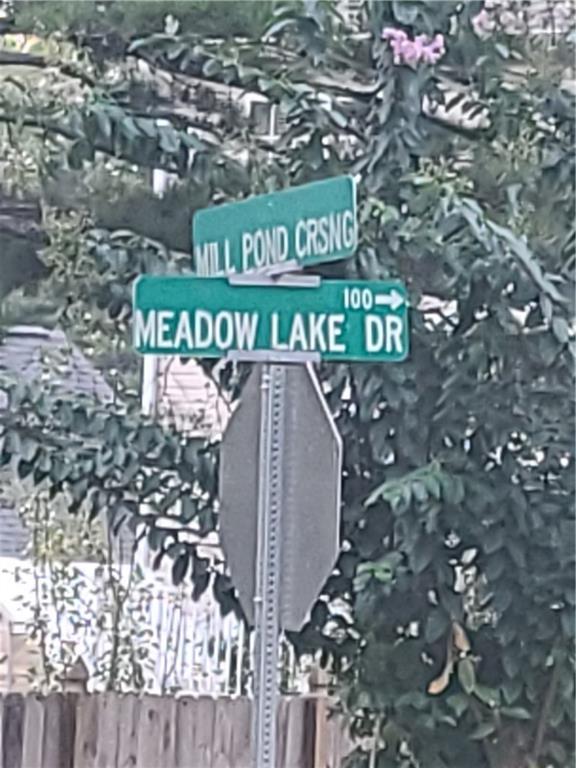 MILL POND CRSNG
100→
MEADOW LAKE DR